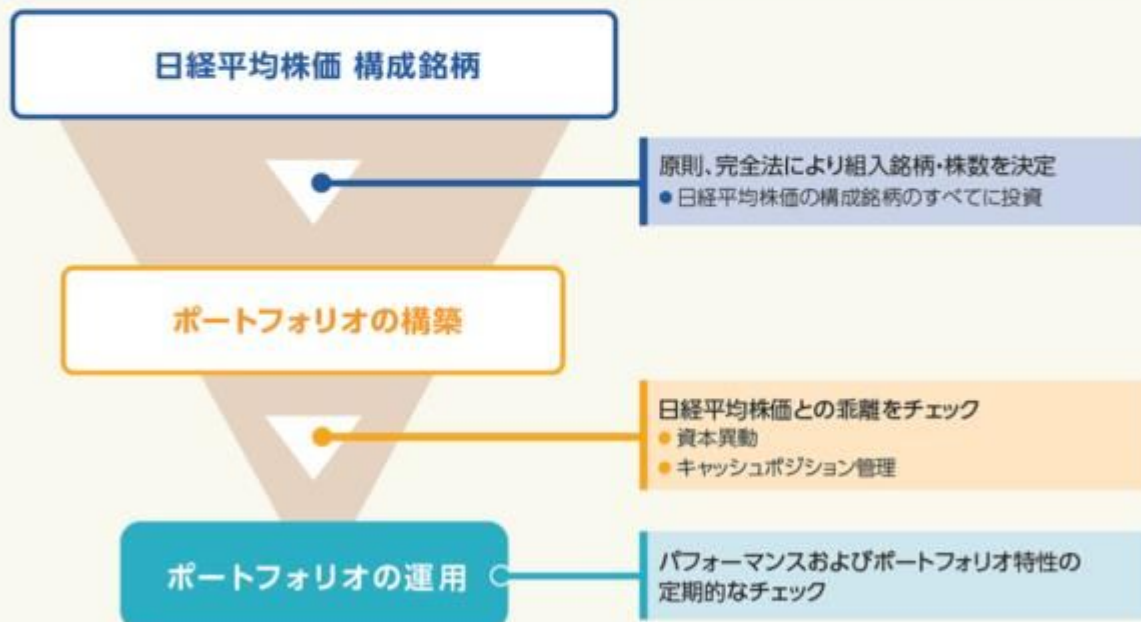 日経平均株価 構成銘柄
原則、完全法により組入銘柄・株数を決定
● 日経平均株価の構成銘柄のすべてに投資
ポートフォリオの構築
日経平均株価との乖離をチェック
● 資本異動
● キャッシュポジション管理
ポートフォリオの運用
パフォーマンスおよびポートフォリオ特性の
定期的なチェック